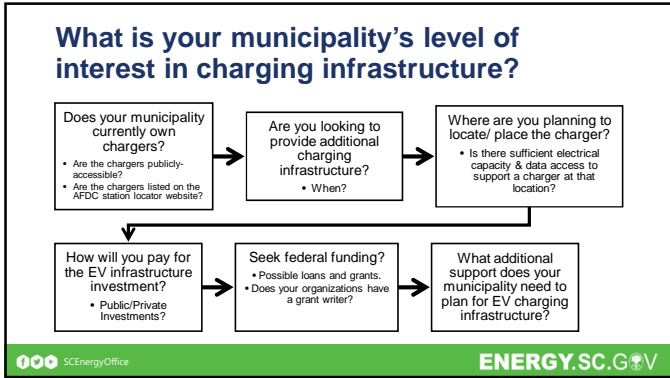 What is your municipality’s level of
interest in charging infrastructure?
Does your municipality
currently own
chargers?
• Are the chargers publicly-
accessible?
• Are the chargers listed on the
AFDC station locator website?
Are you looking to
provide additional
charging
infrastructure?
• When?
Where are you planning to
locate/ place the charger?
• Is there sufficient electrical
capacity & data access to
support a charger at that
location?
How will you pay for
the EV infrastructure
investment?
• Public/Private
Investments?
Seek federal funding?
• Possible loans and grants.
• Does your organizations have
a grant writer?
What additional
support does your
municipality need to
plan for EV charging
infrastructure?
SCEnergyOffice
ENERGY.SC.GOV